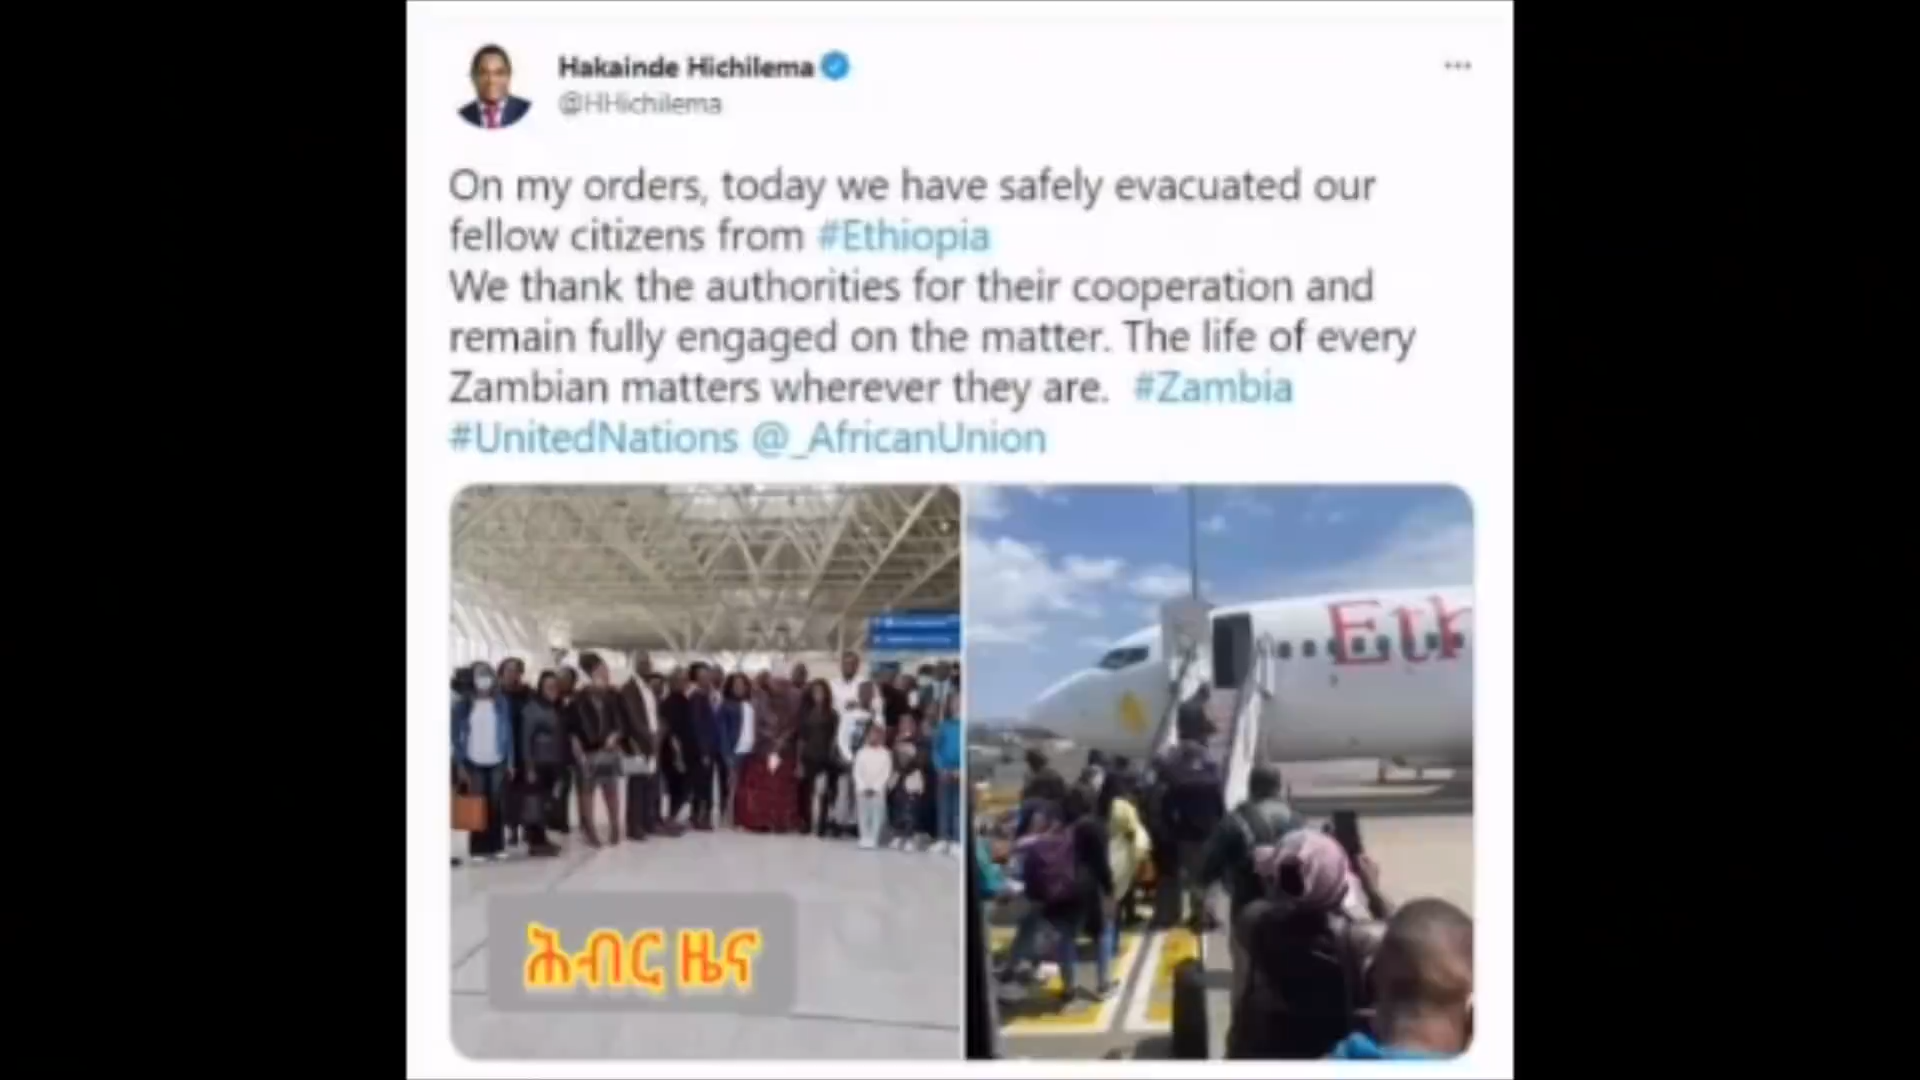 Hakainde Hichilema
@HHichilema
On my orders, today we have safely evacuated our
fellow citizens from #Ethiopia
We thank the authorities for their cooperation and
remain fully engaged on the matter. The life of every
Zambian matters wherever they are. #Zambia
#UnitedNations @_AfricanUnion
Eth
ሕብር ዜና